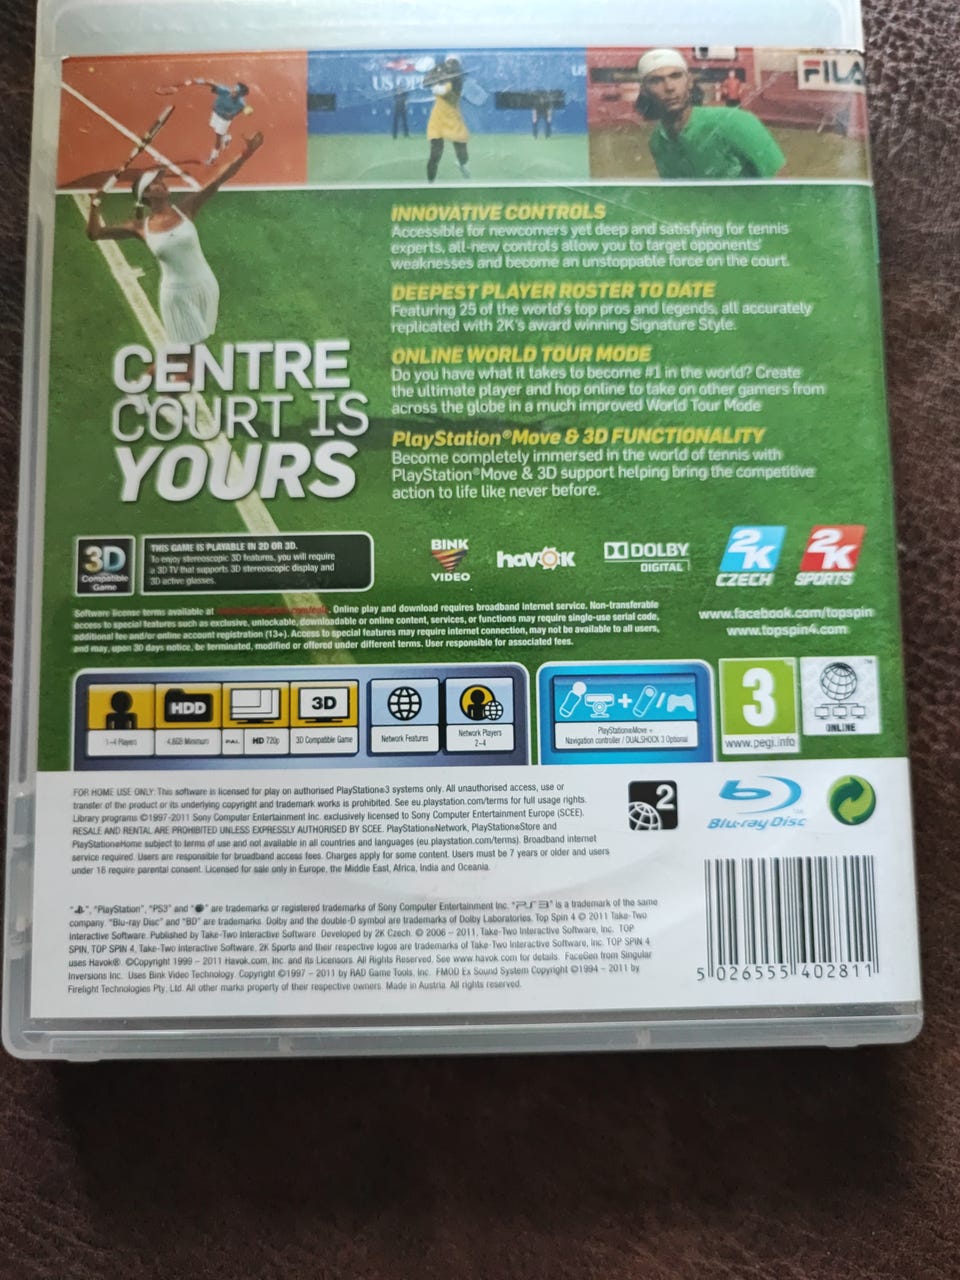 US OPE
US
FILA
INNOVATIVE CONTROLS
Accessible for newcomers yet deep and satisfying for tennis
experts, all-new controls allow you to target opponents'
weaknesses and become an unstoppable force on the court.
DEEPEST PLAYER ROSTER TO DATE
Featuring 25 of the world's top pros and legends, all accurately
replicated with 2K's award winning Signature Style.
ONLINE WORLD TOUR MODE
Do you have what it takes to become #1 in the world? Create
the ultimate player and hop online to take on other gamers from
across the globe in a much improved World Tour Mode
PlayStation®Move & 3D FUNCTIONALITY
Become completely immersed in the world of tennis with
PlayStation®Move & 3D support helping bring the competitive
action to life like never before.
CENTRE
COURT IS
YOURS
3D
Compatible
Game
THIS GAME IS PLAYABLE IN 2D OR 3D.
To enjoy stereoscopic 3D features, you will require
a 3D TV that supports 3D stereoscopic display and
3D active glasses.
BINK
VIDEO
havok
DOLBY
DIGITAL
2K
CZECH
2K
SPORTS
Software license terms available at . Online play and download requires broadband internet service. Non-transferable
access to special features such as exclusive, unlockable, downloadable or online content, services, or functions may require single-use serial code,
additional fee and/or online account registration (13+). Access to special features may require internet connection, may not be available to all users,
and may, upon 30 days notice, be terminated, modified or offered under different terms. User responsible for associated fees.
www.facebook.com/topspin
www.topspin4.com
HDD
3D
1-4 Players
4.6GB Minimum
PAL
HD 720p
3D Compatible Game
Network Features
Network Players
2-4
PlayStation®Move +
Navigation controller / DUALSHOCK 3 Optional
3
www.pegi.info
TM
ONLINE
FOR HOME USE ONLY: This software is licensed for play on authorised PlayStation®3 systems only. All unauthorised access, use or
transfer of the product or its underlying copyright and trademark works is prohibited. See eu.playstation.com/terms for full usage rights.
Library programs ©1997-2011 Sony Computer Entertainment Inc. exclusively licensed to Sony Computer Entertainment Europe (SCEE).
RESALE AND RENTAL ARE PROHIBITED UNLESS EXPRESSLY AUTHORISED BY SCEE. PlayStation®Network, PlayStation®Store and
PlayStation®Home subject to terms of use and not available in all countries and languages (eu.playstation.com/terms). Broadband internet
service required. Users are responsible for broadband access fees. Charges apply for some content. Users must be 7 years or older and users
under 18 require parental consent. Licensed for sale only in Europe, the Middle East, Africa, India and Oceania.
2
Blu-ray Disc
"", "PlayStation", "PS3" and "" are trademarks or registered trademarks of Sony Computer Entertainment Inc. "PS3" is a trademark of the same
company. "Blu-ray Disc" and "BD" are trademarks. Dolby and the double-D symbol are trademarks of Dolby Laboratories. Top Spin 4 © 2011 Take-Two
Interactive Software. Published by Take-Two Interactive Software. Developed by 2K Czech. © 2006 – 2011, Take-Two Interactive Software, Inc. TOP
SPIN, TOP SPIN 4, Take-Two Interactive Software, 2K Sports and their respective logos are trademarks of Take-Two Interactive Software, Inc. TOP SPIN 4
uses Havok®. ©Copyright 1999 – 2011 Havok.com, Inc. and its Licensors. All Rights Reserved. See www.havok.com for details. FaceGen from Singular
Inversions Inc. Uses Bink Video Technology. Copyright ©1997 – 2011 by RAD Game Tools, Inc. FMOD Ex Sound System Copyright ©1994 – 2011 by
Firelight Technologies Pty, Ltd. All other marks property of their respective owners. Made in Austria. All rights reserved.
5 026555 402811